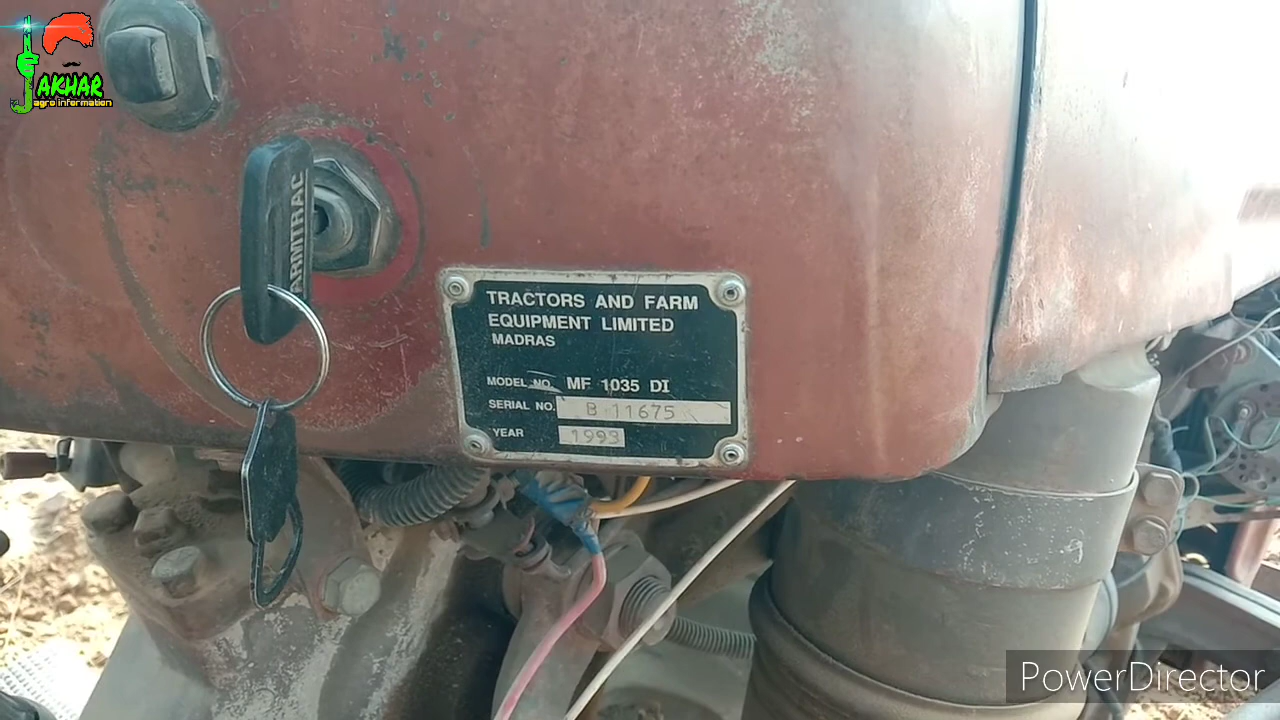 JAKHAR
agro information
ARMTRAC
TRACTORS AND FARM
EQUIPMENT LIMITED
MADRAS
MODEL NO. MF 1035 DI
SERIAL NO. B 11675
YEAR 1993
PowerDirector